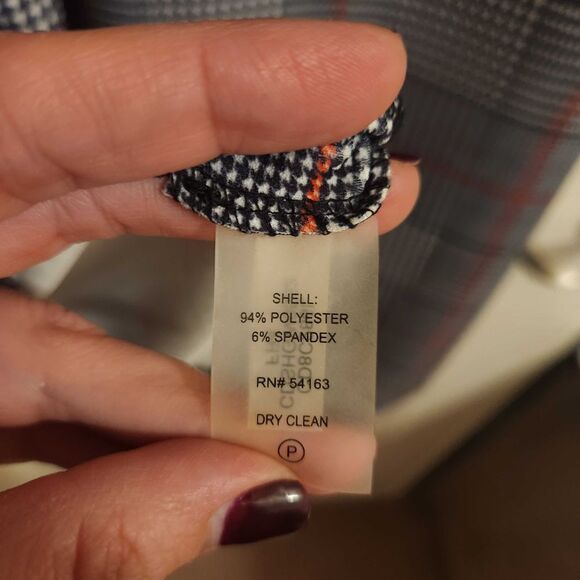 SHELL:
94% POLYESTER
6% SPANDEX
RN# 54163
DRY CLEAN
P